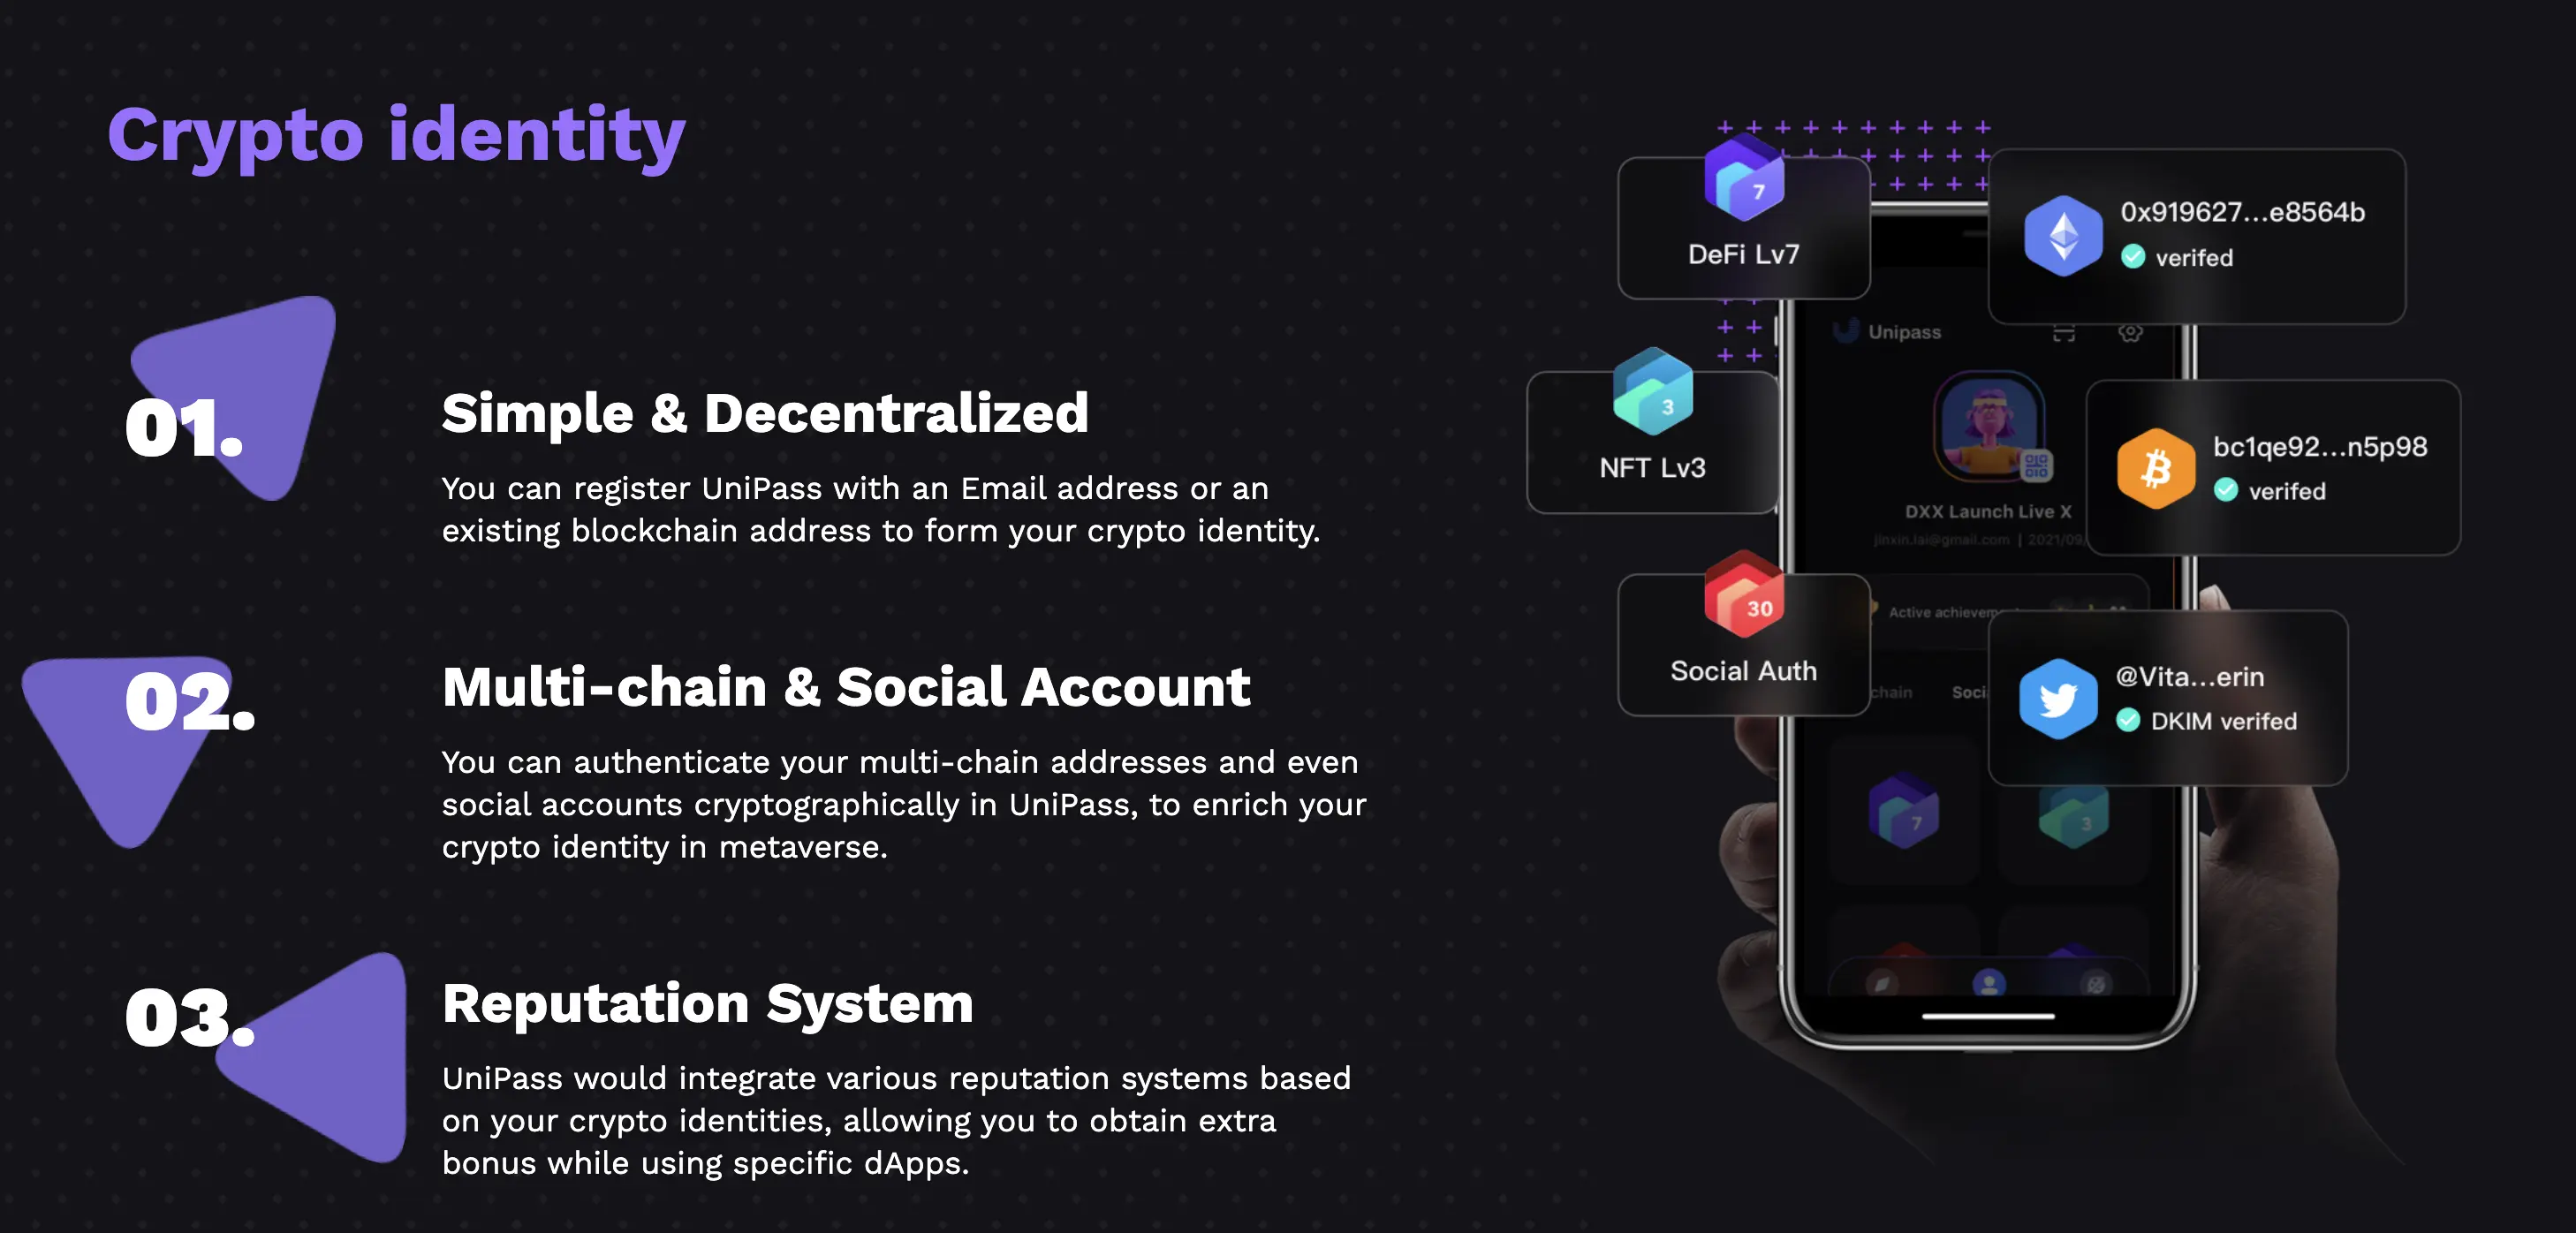 Crypto identity
01.
Simple & Decentralized
You can register UniPass with an Email address or an
existing blockchain address to form your crypto identity.
02.
Multi-chain & Social Account
You can authenticate your multi-chain addresses and even
social accounts cryptographically in UniPass, to enrich your
crypto identity in metaverse.
03.
Reputation System
UniPass would integrate various reputation systems based
on your crypto identities, allowing you to obtain extra
bonus while using specific dApps.
7
DeFi Lv7
0x919627...e8564b
verifed
Unipass
3
NFT Lv3
bc1qe92...n5p98
verifed
DXX Launch Live X
jinxin.lai@gmail.com | 2021/09/
30
Social Auth
Active
@Vita...erin
DKIM verifed
7
3